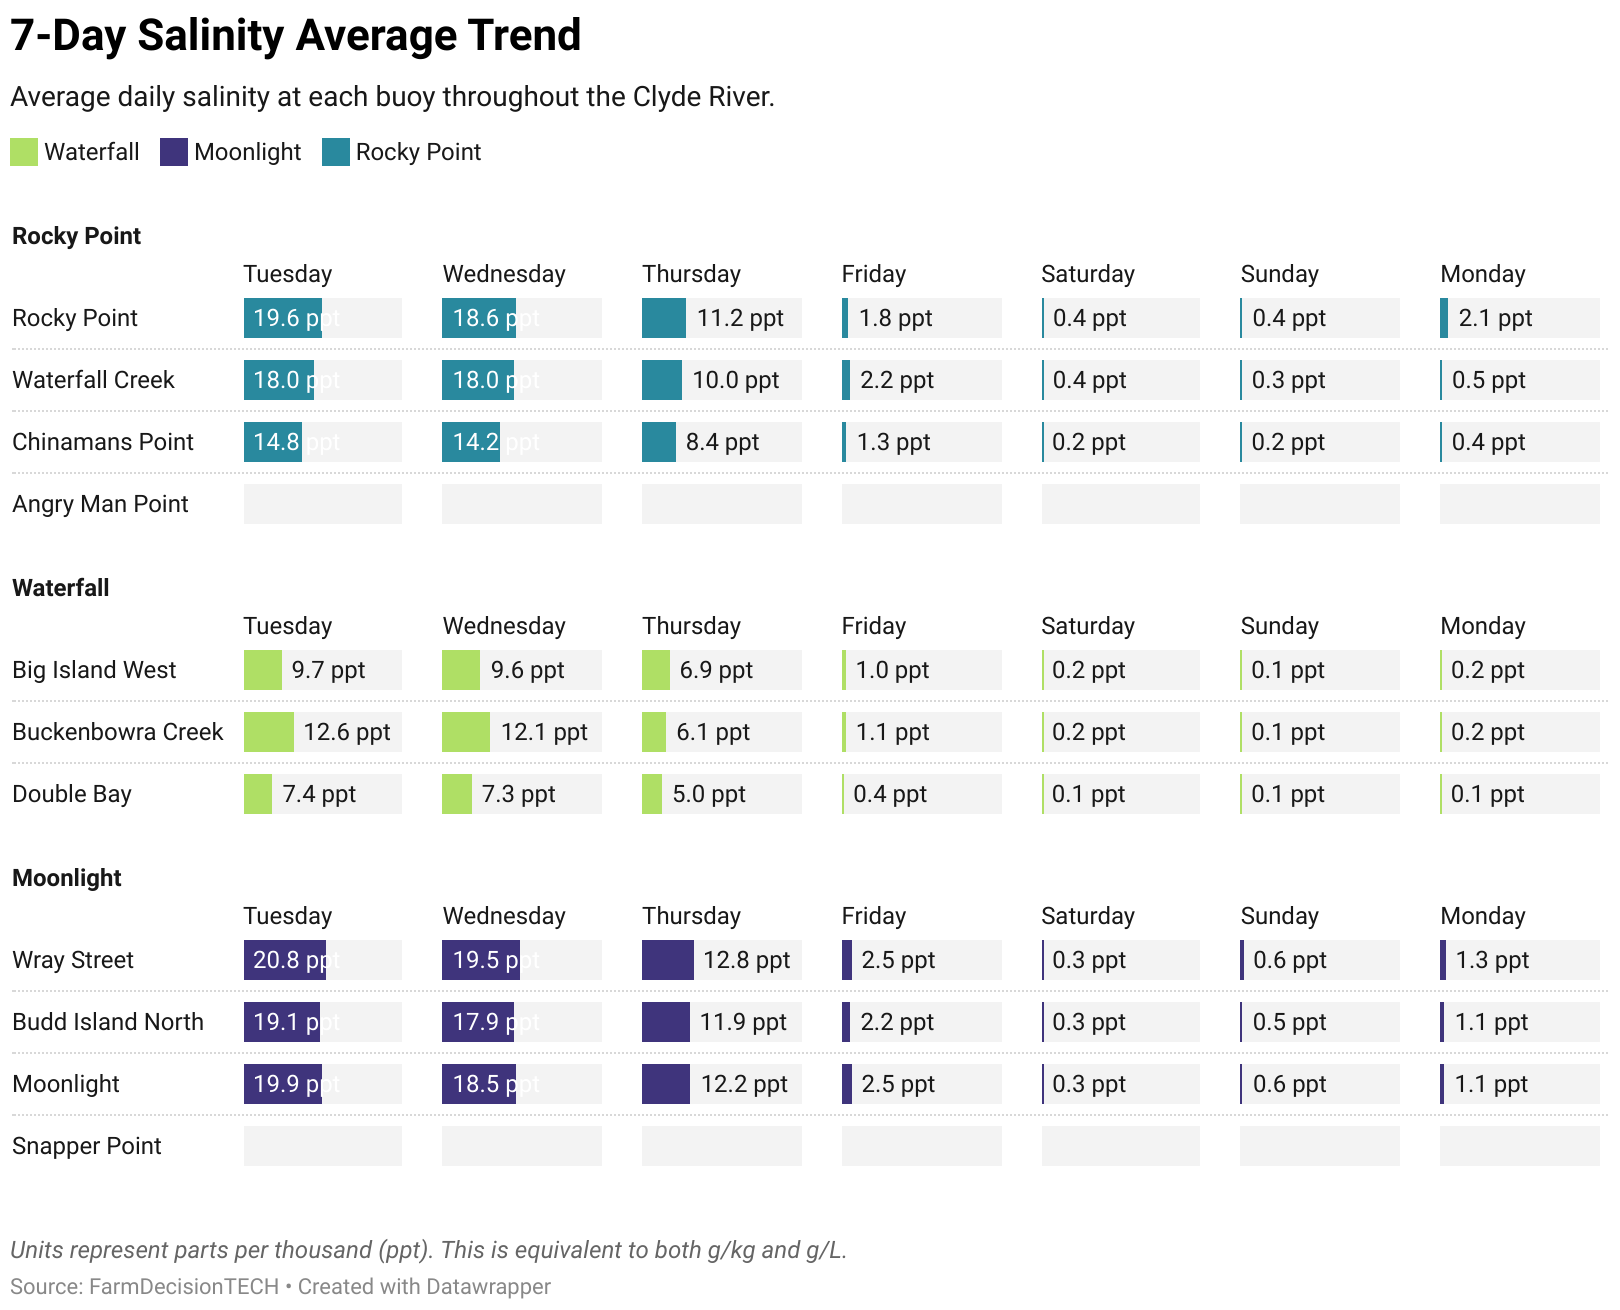 7-Day Salinity Average Trend
Average daily salinity at each buoy throughout the Clyde River.
Waterfall Moonlight Rocky Point
Rocky Point
Tuesday Wednesday Thursday Friday Saturday Sunday Monday
Rocky Point 19.6 ppt 18.6 ppt 11.2 ppt 1.8 ppt 0.4 ppt 0.4 ppt 2.1 ppt
Waterfall Creek 18.0 ppt 18.0 ppt 10.0 ppt 2.2 ppt 0.4 ppt 0.3 ppt 0.5 ppt
Chinamans Point 14.8 ppt 14.2 ppt 8.4 ppt 1.3 ppt 0.2 ppt 0.2 ppt 0.4 ppt
Angry Man Point
Waterfall
Tuesday Wednesday Thursday Friday Saturday Sunday Monday
Big Island West 9.7 ppt 9.6 ppt 6.9 ppt 1.0 ppt 0.2 ppt 0.1 ppt 0.2 ppt
Buckenbowra Creek 12.6 ppt 12.1 ppt 6.1 ppt 1.1 ppt 0.2 ppt 0.1 ppt 0.2 ppt
Double Bay 7.4 ppt 7.3 ppt 5.0 ppt 0.4 ppt 0.1 ppt 0.1 ppt 0.1 ppt
Moonlight
Tuesday Wednesday Thursday Friday Saturday Sunday Monday
Wray Street 20.8 ppt 19.5 ppt 12.8 ppt 2.5 ppt 0.3 ppt 0.6 ppt 1.3 ppt
Budd Island North 19.1 ppt 17.9 ppt 11.9 ppt 2.2 ppt 0.3 ppt 0.5 ppt 1.1 ppt
Moonlight 19.9 ppt 18.5 ppt 12.2 ppt 2.5 ppt 0.3 ppt 0.6 ppt 1.1 ppt
Snapper Point
Units represent parts per thousand (ppt). This is equivalent to both g/kg and g/L.
Source: FarmDecisionTECH • Created with Datawrapper